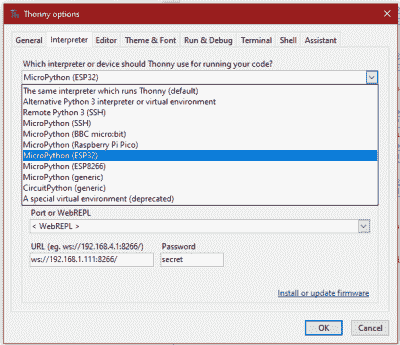 Thonny options
General Interpreter Editor Theme & Font Run & Debug Terminal Shell Assistant
Which interpreter or device should Thonny use for running your code?
MicroPython (ESP32)
The same interpreter which runs Thonny (default)
Alternative Python 3 interpreter or virtual environment
Remote Python 3 (SSH)
MicroPython (SSH)
MicroPython (BBC micro:bit)
MicroPython (Raspberry Pi Pico)
MicroPython (ESP32)
MicroPython (ESP8266)
MicroPython (generic)
CircuitPython (generic)
A special virtual environment (deprecated)
Port or WebREPL
< WebREPL >
URL (eg. ws://192.168.4.1:8266/) Password
ws://192.168.1.111:8266/ secret
Install or update firmware
OK Cancel